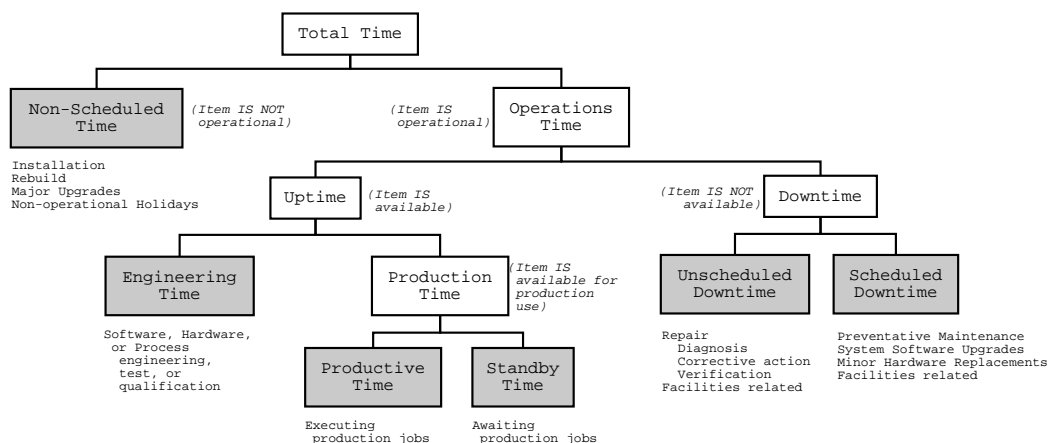 Total Time
Non-Scheduled
Time
(Item IS NOT
operational)
(Item IS
operational)
Operations
Time
Installation
Rebuild
Major Upgrades
Non-operational Holidays
Uptime
(Item IS
available)
(Item IS NOT
available)
Downtime
Engineering
Time
Production
Time
(Item IS
available for
production
use)
Unscheduled
Downtime
Scheduled
Downtime
Software, Hardware,
or Process
engineering,
test, or
qualification
Productive
Time
Standby
Time
Repair
Diagnosis
Corrective action
Verification
Facilities related
Preventative Maintenance
System Software Upgrades
Minor Hardware Replacements
Facilities related
Executing
production jobs
Awaiting
production jobs